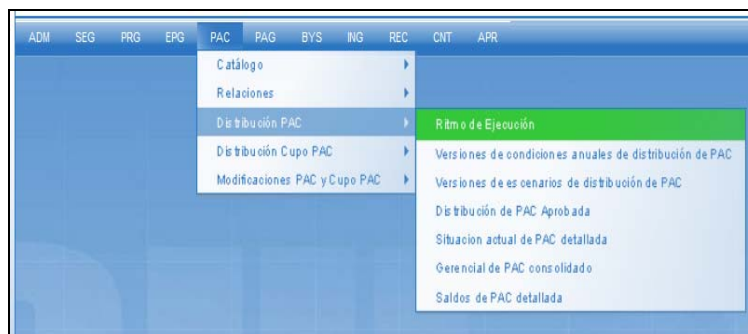 ADM SEG PRG EPG PAC PAG BYS ING REC CNT APR
Catálogo
Relaciones
Distribución PAC
Distribución Cupo PAC
Modificaciones PAC y Cupo PAC
Ritmo de Ejecución
Versiones de condiciones anuales de distribución de PAC
Versiones de escenarios de distribución de PAC
Distribución de PAC Aprobada
Situacion actual de PAC detallada
Gerencial de PAC consolidado
Saldos de PAC detallada